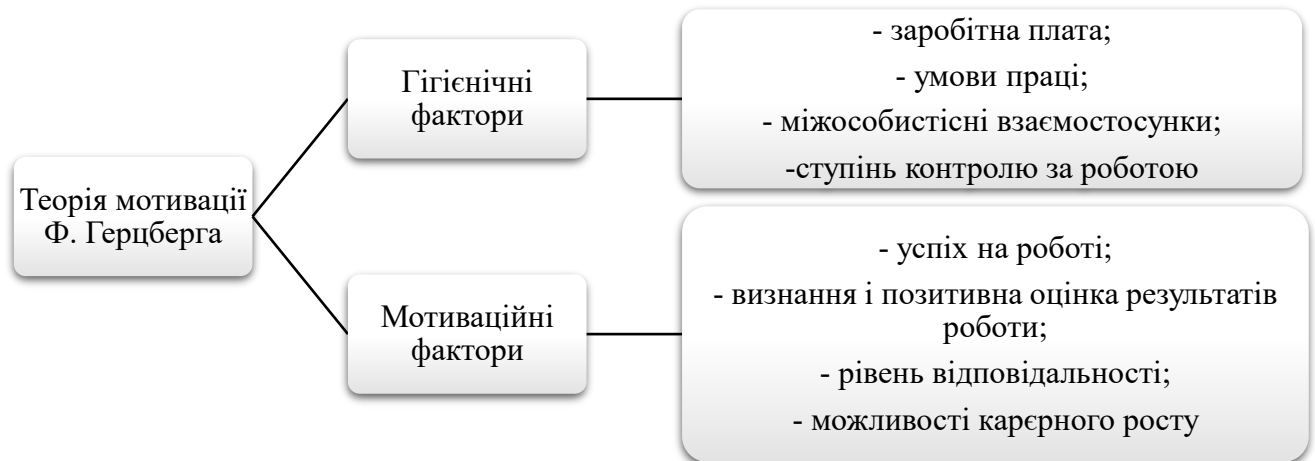 Теорія мотивації
Ф. Герцберга
Гігієнічні
фактори
- заробітна плата;
- умови праці;
- міжособистісні взаємостосунки;
-ступінь контролю за роботою
Мотиваційні
фактори
- успіх на роботі;
- визнання і позитивна оцінка результатів
роботи;
- рівень відповідальності;
- можливості карєрного росту